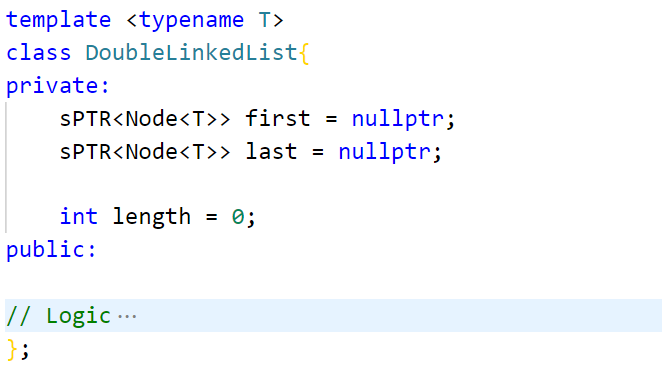 template <typename T>
class DoubleLinkedList{
private:
    sPTR<Node<T>> first = nullptr;
    sPTR<Node<T>> last = nullptr;

    int length = 0;
public:

// Logic ···
};